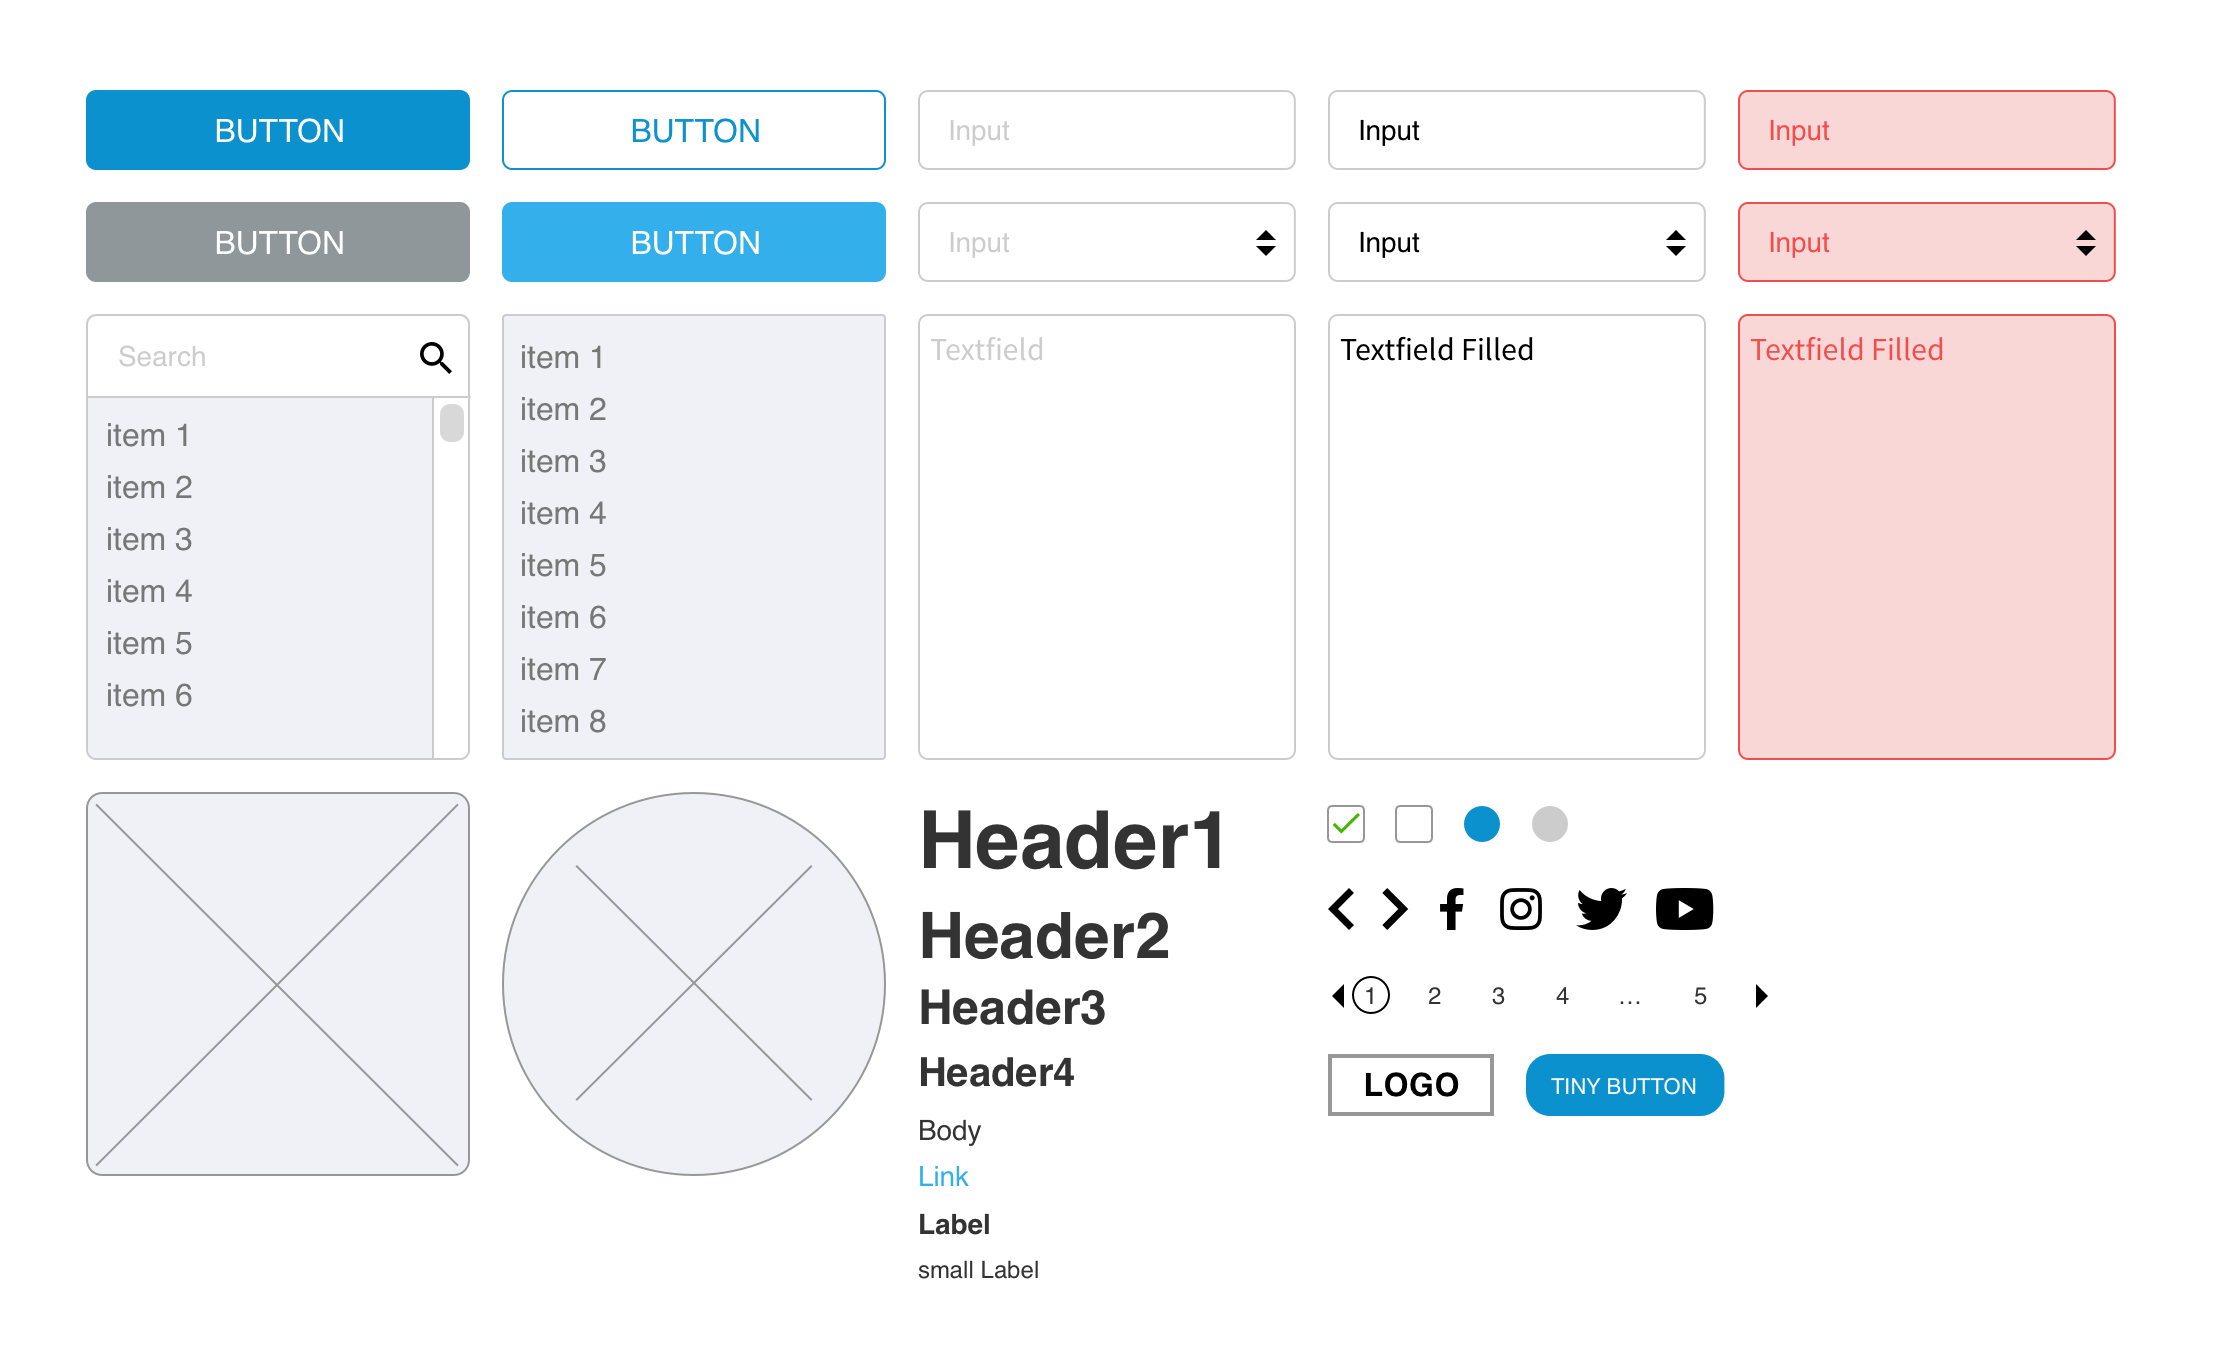 BUTTON
BUTTON
Input
Input
Input
BUTTON
BUTTON
Input
Input
Input
Search
item 1
item 2
item 3
item 4
item 5
item 6
item 1
item 2
item 3
item 4
item 5
item 6
item 7
item 8
Textfield
Textfield Filled
Textfield Filled
Header1
Header2
Header3
Header4
Body
Link
Label
small Label
1 2 3 4 ... 5
LOGO
TINY BUTTON